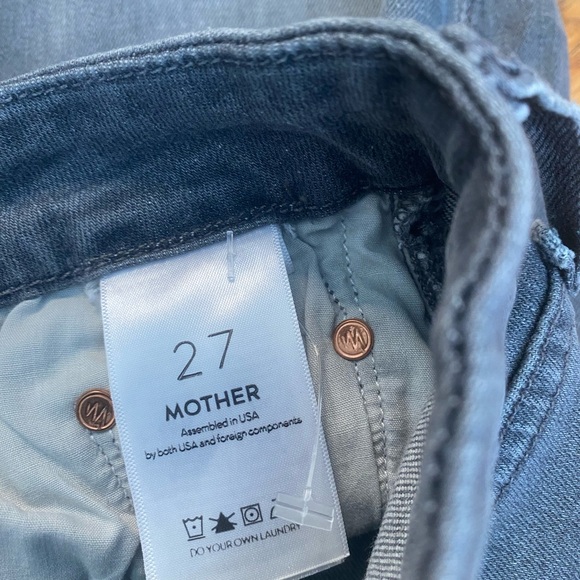 27
MOTHER
Assembled in USA
by both USA and foreign components
DO YOUR OWN LAUNDRY